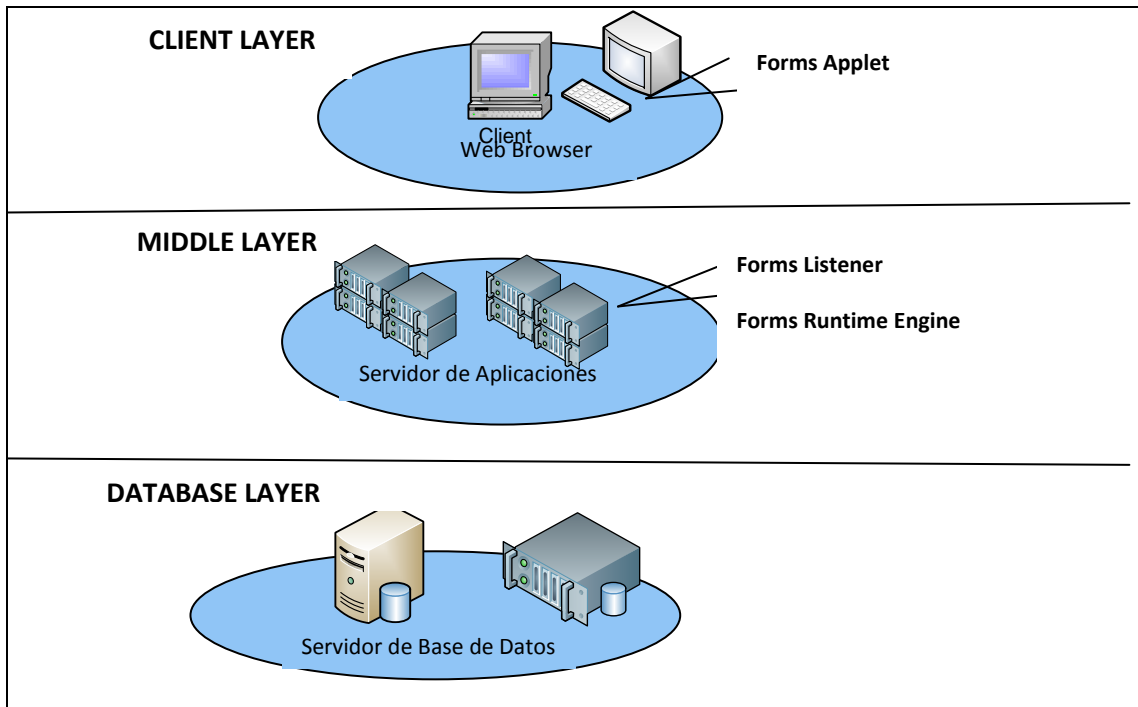 CLIENT LAYER
Forms Applet
Client
Web Browser
MIDDLE LAYER
Forms Listener
Forms Runtime Engine
Servidor de Aplicaciones
DATABASE LAYER
Servidor de Base de Datos